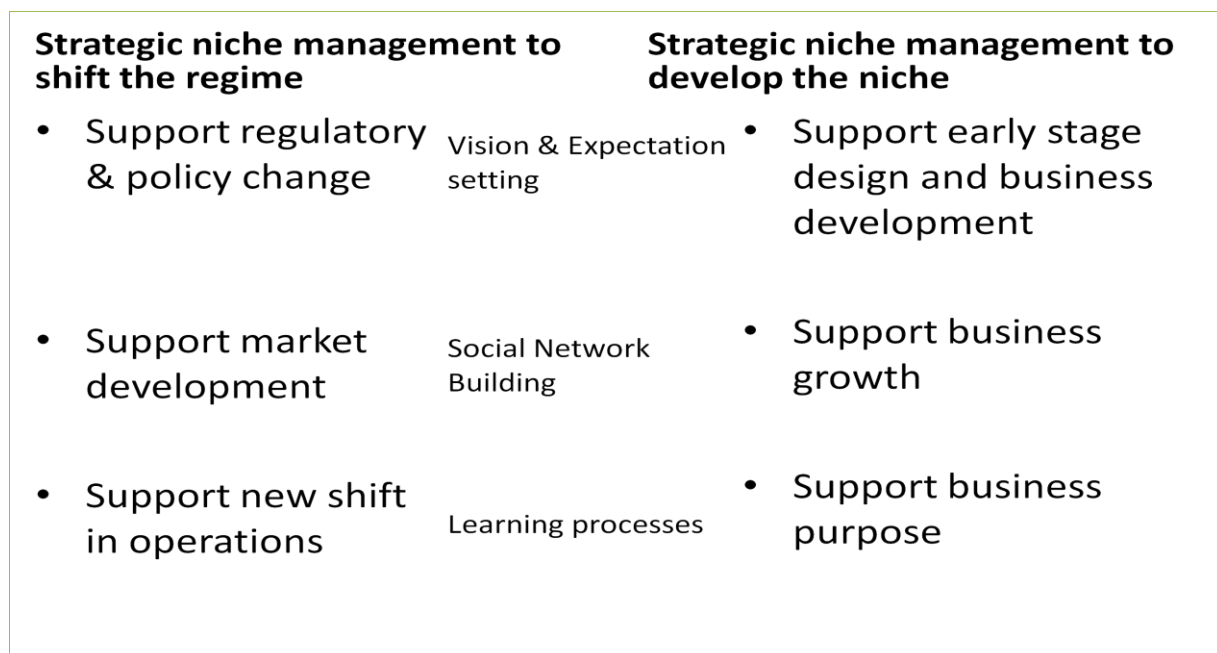 Strategic niche management to
shift the regime
Strategic niche management to
develop the niche
• Support regulatory
& policy change
Vision & Expectation
setting
• Support early stage
design and business
development
• Support market
development
Social Network
Building
• Support business
growth
• Support new shift
in operations
Learning processes
• Support business
purpose